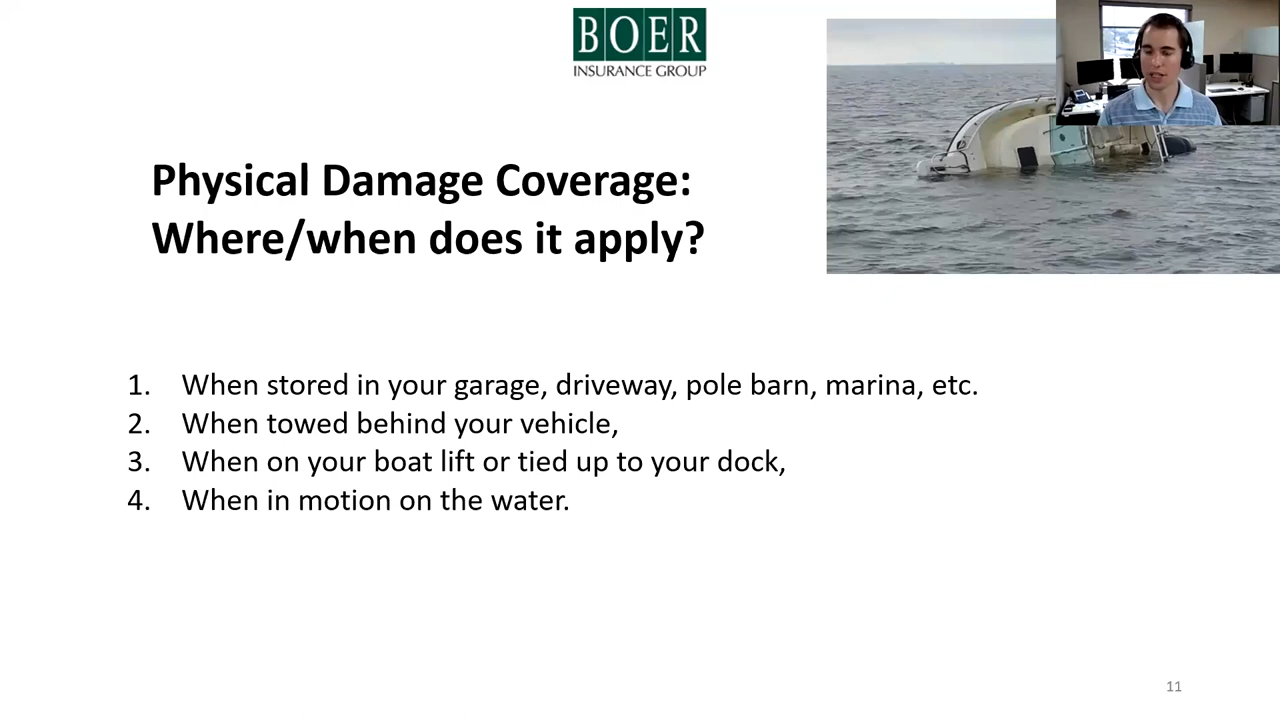 BOER
INSURANCE GROUP
Physical Damage Coverage:
Where/when does it apply?
1. When stored in your garage, driveway, pole barn, marina, etc.
2. When towed behind your vehicle,
3. When on your boat lift or tied up to your dock,
4. When in motion on the water.
11